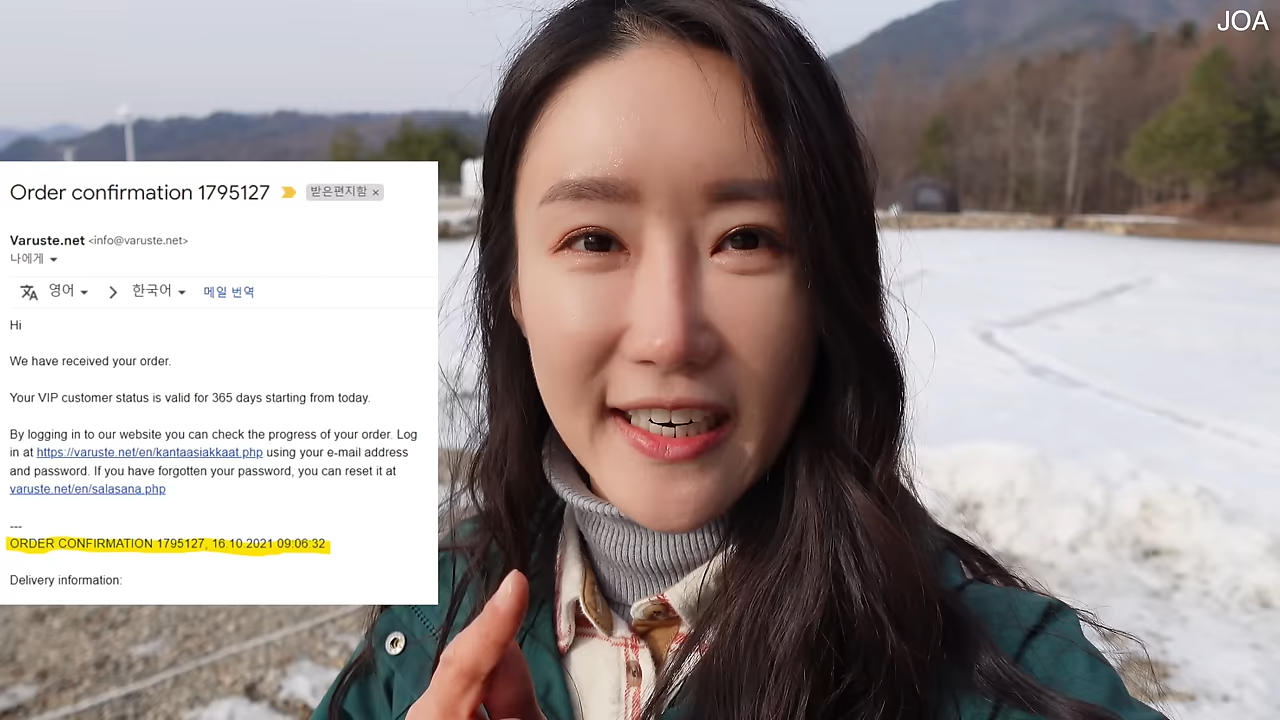 JOA
Order confirmation 1795127 받은편지함 ×
Varuste.net <info@varuste.net>
나에게
영어 > 한국어 메일 번역
Hi
We have received your order.
Your VIP customer status is valid for 365 days starting from today.
By logging in to our website you can check the progress of your order. Log
in at https://varuste.net/en/kantaasiakkaat.php using your e-mail address
and password. If you have forgotten your password, you can reset it at
varuste.net/en/salasana.php
---
ORDER CONFIRMATION 1795127, 16.10.2021 09:06:32
Delivery information: